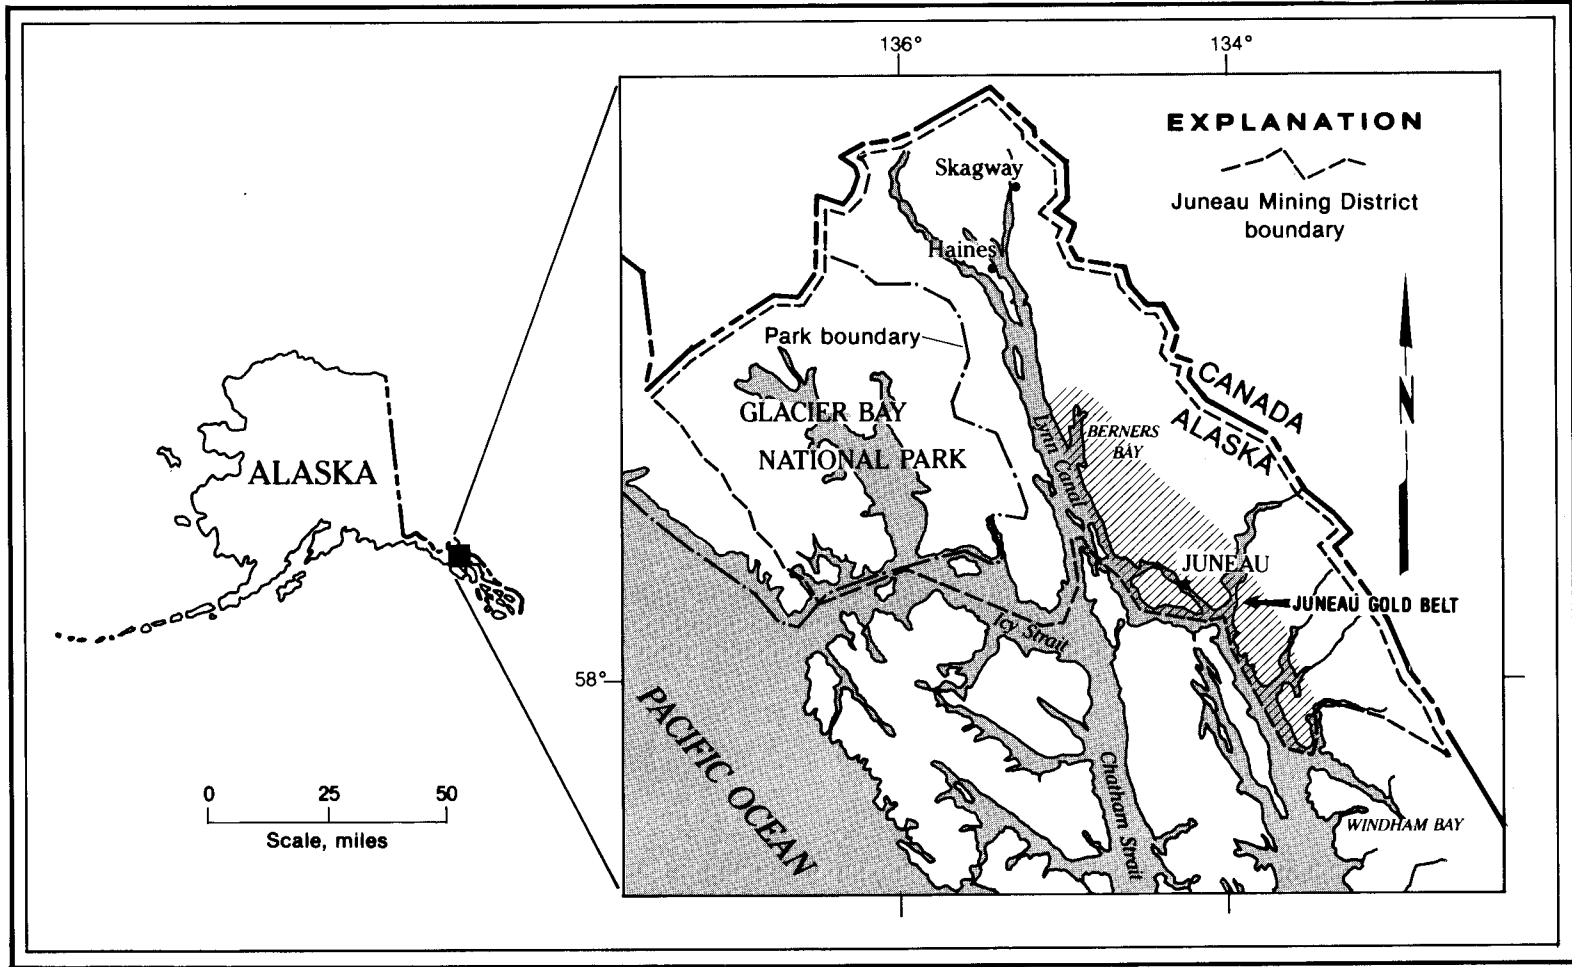 136°
134°
EXPLANATION
Juneau Mining District
boundary
Skagway
Haines
Park boundary
CANADA
ALASKA
N
GLACIER BAY
NATIONAL PARK
Lynn Canal
BERNERS
BAY
ALASKA
JUNEAU
JUNEAU GOLD BELT
Icy Strait
58°
PACIFIC OCEAN
Chatham Strait
WINDHAM BAY
0 25 50
Scale, miles